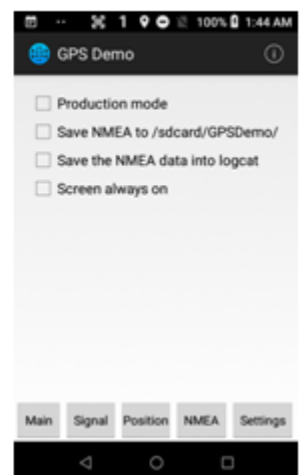 1 100% 1:44 AM
GPS Demo
Production mode
Save NMEA to /sdcard/GPSDemo/
Save the NMEA data into logcat
Screen always on
Main Signal Position NMEA Settings